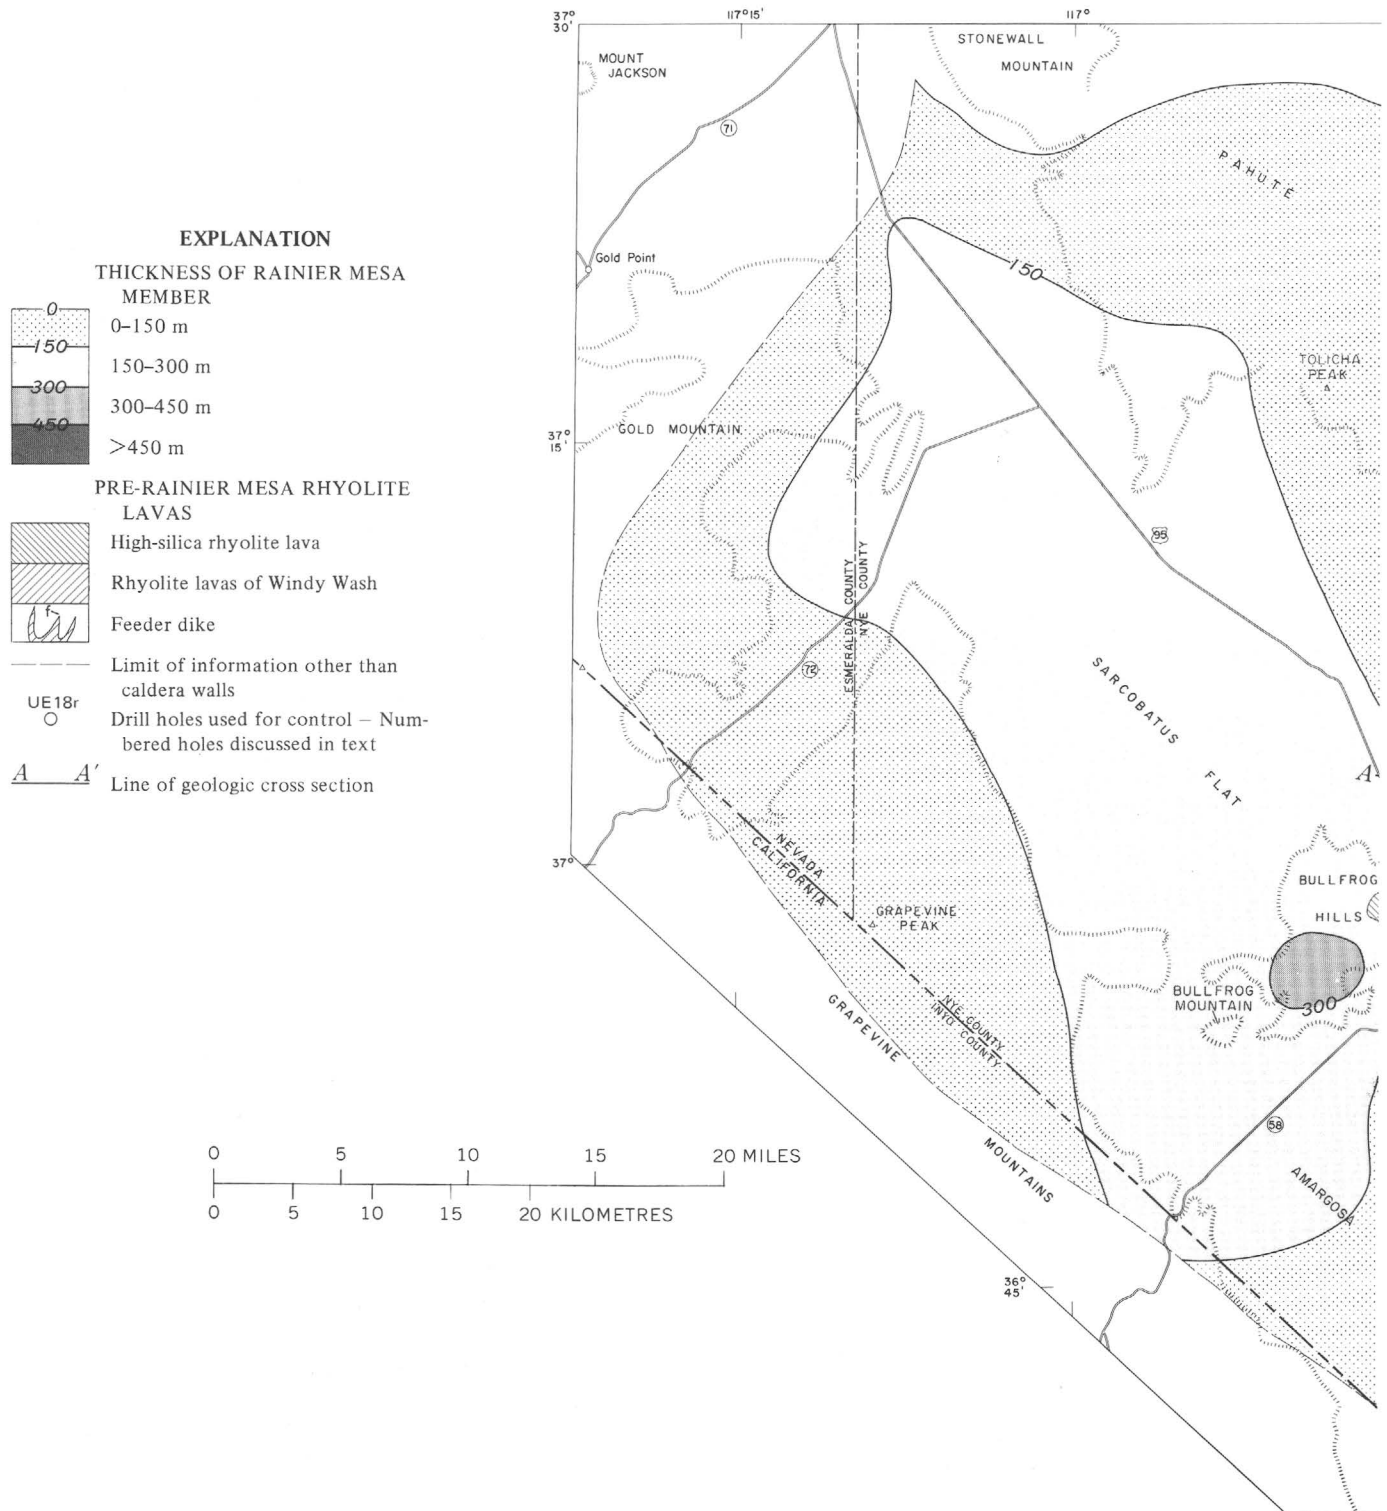 EXPLANATION
THICKNESS OF RAINIER MESA
MEMBER
0
0–150 m
150
150–300 m
300
300–450 m
450
>450 m
PRE-RAINIER MESA RHYOLITE
LAVAS
High-silica rhyolite lava
Rhyolite lavas of Windy Wash
f
Feeder dike
Limit of information other than
caldera walls
UE18r
Drill holes used for control – Num-
bered holes discussed in text
A A'
Line of geologic cross section
0 5 10 15 20 MILES
0 5 10 15 20 KILOMETRES
37°
30'
117°15'
117°
STONEWALL
MOUNTAIN
MOUNT
JACKSON
71
PAHUTE
Gold Point
150
TOLICHA
PEAK
37°
15'
GOLD MOUNTAIN
95
ESMERALDA COUNTY
NYE COUNTY
72
SARCOBATUS
FLAT
A
37°
NEVADA
CALIFORNIA
BULLFROG
HILLS
GRAPEVINE
PEAK
BULLFROG
MOUNTAIN
300
NYE COUNTY
INYO COUNTY
GRAPEVINE
MOUNTAINS
58
AMARGOSA
36°
45'